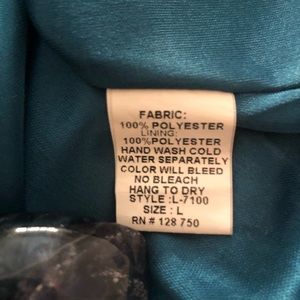 FABRIC:
100% POLYESTER
LINING:
100%POLYESTER
HAND WASH COLD
WATER SEPARATELY
COLOR WILL BLEED
NO BLEACH
HANG TO DRY
STYLE :L-7100
SIZE : L
RN # 128 750